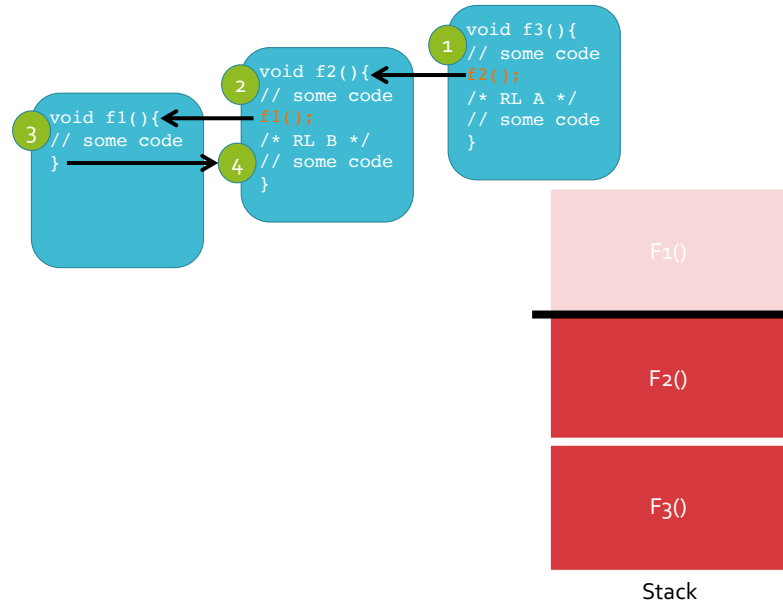 1
void f3(){
// some code
f2();
/* RL A */
// some code
}
2
void f2(){
// some code
f1();
/* RL B */
// some code
}
4
3
void f1(){
// some code
}
F1()
F2()
F3()
Stack